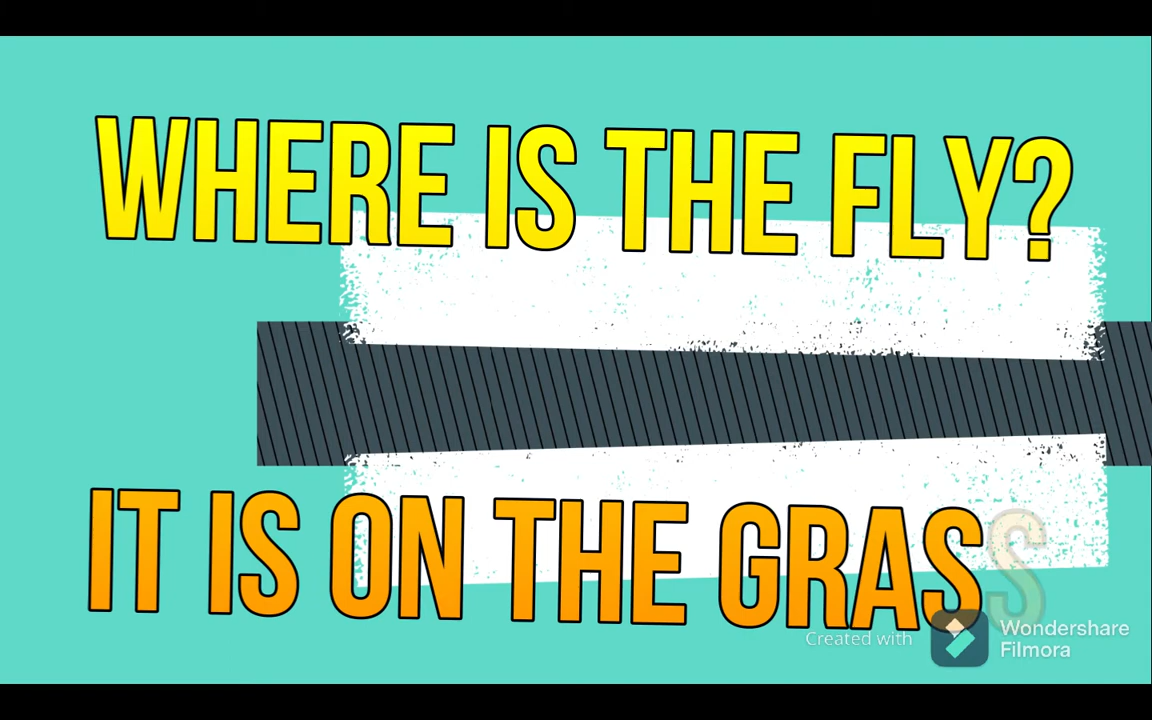 WHERE IS THE FLY?
IT IS ON THE GRASS
Created with Wondershare
Filmora